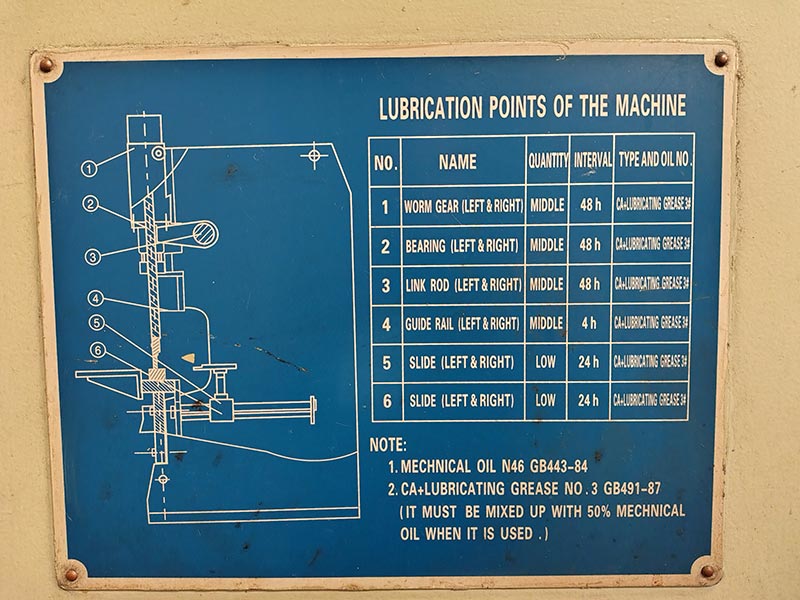 LUBRICATION POINTS OF THE MACHINE
NO. NAME QUANTITY INTERVAL TYPE AND OIL NO.
1 WORM GEAR (LEFT & RIGHT) MIDDLE 48 h CA+LUBRICATING GREASE 3#
2 BEARING (LEFT & RIGHT) MIDDLE 48 h CA+LUBRICATING GREASE 3#
3 LINK ROD (LEFT & RIGHT) MIDDLE 48 h CA+LUBRICATING GREASE 3#
4 GUIDE RAIL (LEFT & RIGHT) MIDDLE 4 h CA+LUBRICATING GREASE 3#
5 SLIDE (LEFT & RIGHT) LOW 24 h CA+LUBRICATING GREASE 3#
6 SLIDE (LEFT & RIGHT) LOW 24 h CA+LUBRICATING GREASE 3#
NOTE:
1. MECHNICAL OIL N46 GB443-84
2. CA+LUBRICATING GREASE NO. 3 GB491-87
(IT MUST BE MIXED UP WITH 50% MECHNICAL
OIL WHEN IT IS USED .)
1
2
3
4
5
6